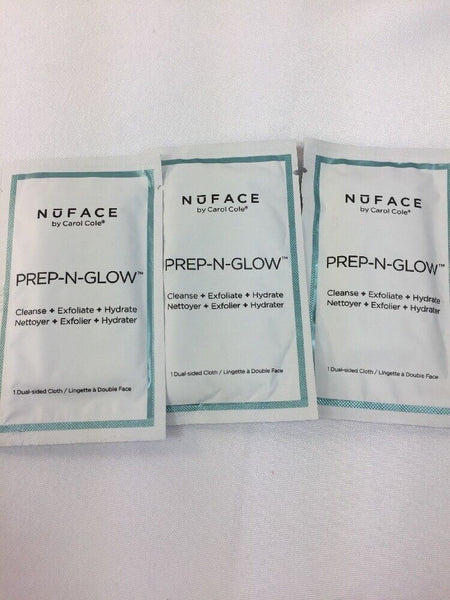 NuFACE
by Carol Cole®
PREP-N-GLOW™
Cleanse + Exfoliate + Hydrate
Nettoyer + Exfolier + Hydrater
1 Dual-sided Cloth / Lingette à Double Face
NuFACE
by Carol Cole®
PREP-N-GLOW™
Cleanse + Exfoliate + Hydrate
Nettoyer + Exfolier + Hydrater
1 Dual-sided Cloth / Lingette à Double Face
NuFACE
by Carol Cole®
PREP-N-GLOW™
Cleanse + Exfoliate + Hydrate
Nettoyer + Exfolier + Hydrater
1 Dual-sided Cloth / Lingette à Double Face